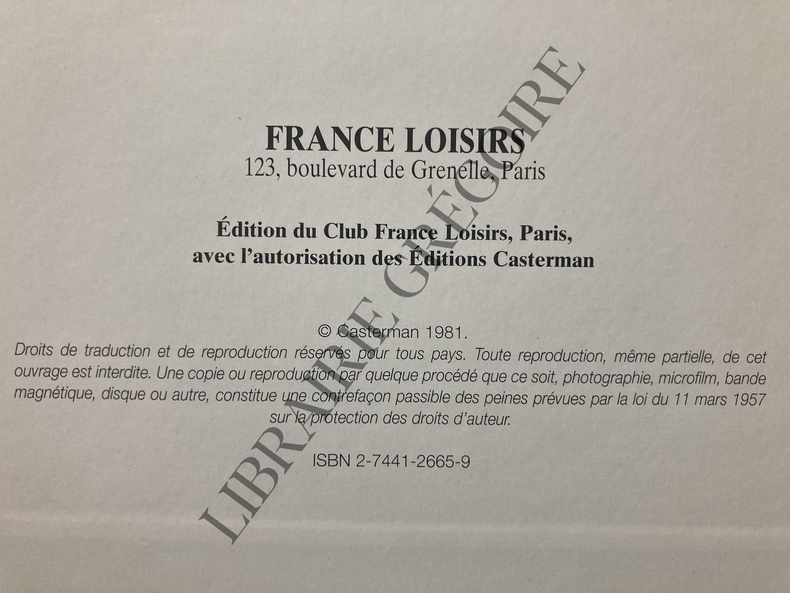 FRANCE LOISIRS
123, boulevard de Grenelle, Paris
Édition du Club France Loisirs, Paris,
avec l'autorisation des Éditions Casterman
© Casterman 1981.
Droits de traduction et de reproduction réservés pour tous pays. Toute reproduction, même partielle, de cet
ouvrage est interdite. Une copie ou reproduction par quelque procédé que ce soit, photographie, microfilm, bande
magnétique, disque ou autre, constitue une contrefaçon passible des peines prévues par la loi du 11 mars 1957
sur la protection des droits d'auteur.
ISBN 2-7441-2665-9
LIBRAIRIE GRÉGOIRE